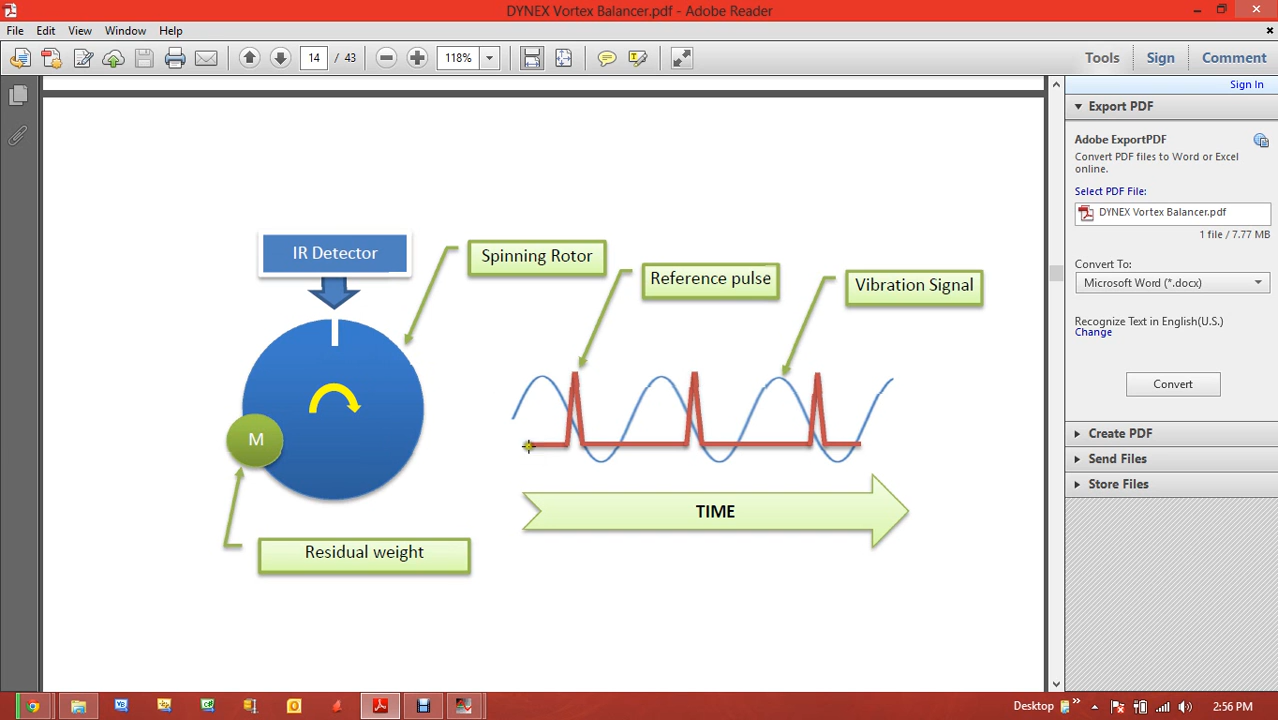 DYNEX Vortex Balancer.pdf - Adobe Reader
File Edit View Window Help
14 / 43 118% Tools Sign Comment
Sign In
Export PDF
Adobe ExportPDF
Convert PDF files to Word or Excel
online.
Select PDF File:
DYNEX Vortex Balancer.pdf
1 file / 7.77 MB
Convert To:
Microsoft Word (*.docx)
Recognize Text in English(U.S.)
Change
Convert
Create PDF
Send Files
Store Files
IR Detector
Spinning Rotor
Reference pulse
Vibration Signal
M
TIME
Residual weight
Desktop 2:56 PM